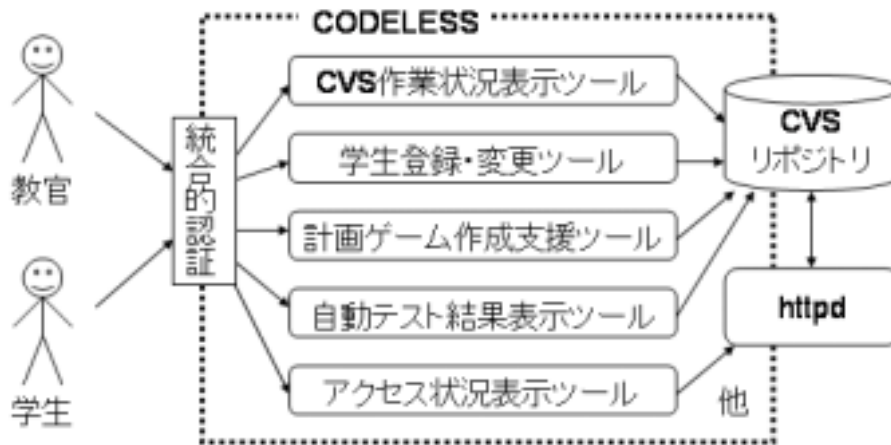 CODELESS
教官
学生
統合的認証
CVS作業状況表示ツール
学生登録・変更ツール
計画ゲーム作成支援ツール
自動テスト結果表示ツール
アクセス状況表示ツール
他
CVS
リポジトリ
httpd